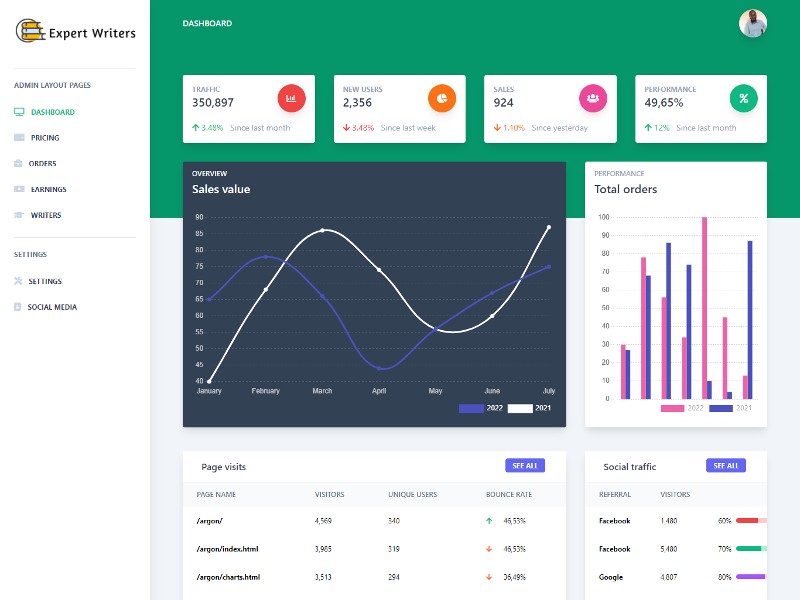 Expert Writers
DASHBOARD
ADMIN LAYOUT PAGES
DASHBOARD
PRICING
ORDERS
EARNINGS
WRITERS
SETTINGS
SETTINGS
SOCIAL MEDIA
TRAFFIC
350,897
3.48% Since last month
NEW USERS
2,356
3.48% Since last week
SALES
924
1.10% Since yesterday
PERFORMANCE
49,65%
12% Since last month
OVERVIEW
Sales value
90
85
80
75
70
65
60
55
50
45
40
January February March April May June July
2022 2021
PERFORMANCE
Total orders
100
90
80
70
60
50
40
30
20
10
0
2022 2021
Page visits SEE ALL
PAGE NAME VISITORS UNIQUE USERS BOUNCE RATE
/argon/ 4,569 340 46,53%
/argon/index.html 3,985 319 46,53%
/argon/charts.html 3,513 294 36,49%
Social traffic SEE ALL
REFERRAL VISITORS
Facebook 1,480 60%
Facebook 5,480 70%
Google 4,807 80%